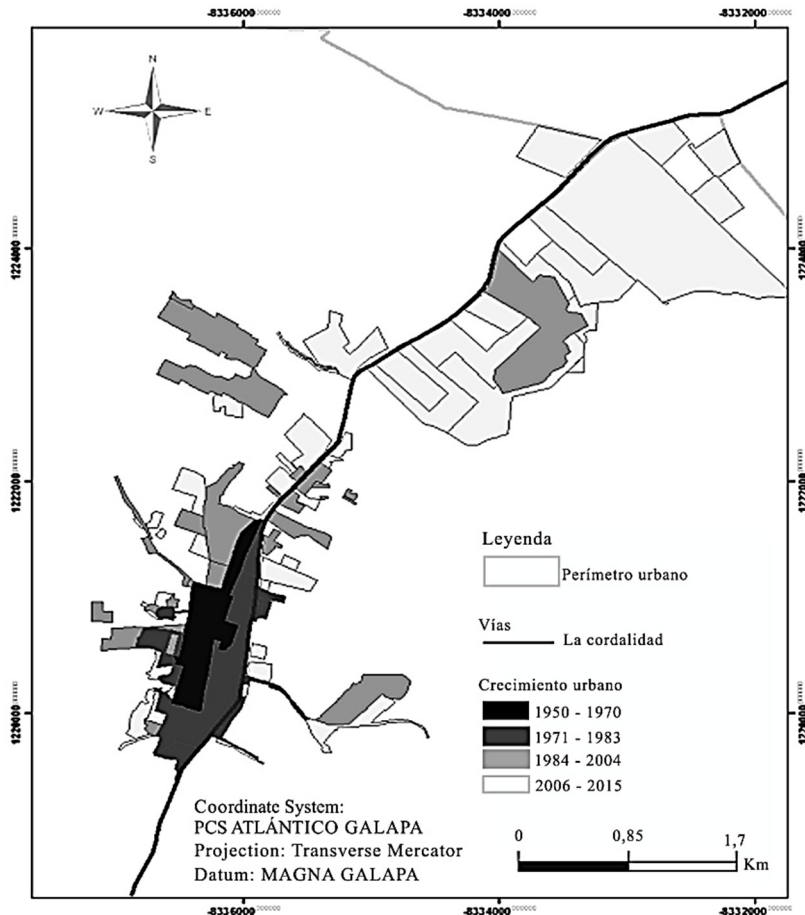 -8336000
-8334000
-8332000
N
W E
S
1224000
1224000
1222000
1222000
Leyenda
Perímetro urbano
Vías
La cordalidad
Crecimiento urbano
1950 - 1970
1971 - 1983
1984 - 2004
2006 - 2015
Coordinate System:
PCS ATLÁNTICO GALAPA
Projection: Transverse Mercator
Datum: MAGNA GALAPA
0 0,85 1,7
Km
-8336000
-8334000
-8332000